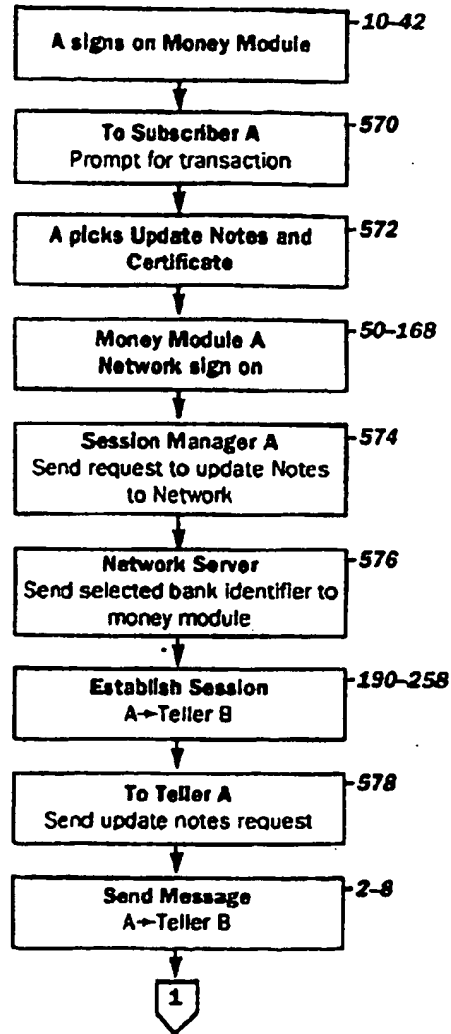 A signs on Money Module
10-42
To Subscriber A
Prompt for transaction
570
A picks Update Notes and
Certificate
572
Money Module A
Network sign on
50-168
Session Manager A
Send request to update Notes
to Network
574
Network Server
Send selected bank identifier to
money module
576
Establish Session
A→Teller B
190-258
To Teller A
Send update notes request
578
Send Message
A→Teller B
2-8
1